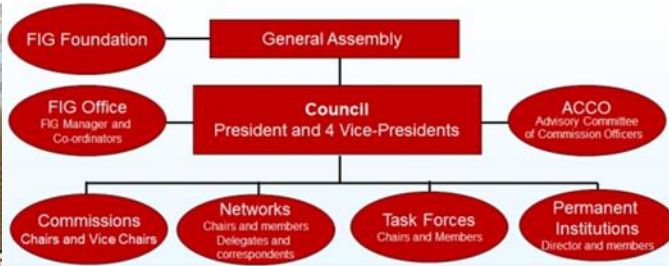 FIG Foundation
General Assembly
FIG Office
FIG Manager and
Co-ordinators
Council
President and 4 Vice-Presidents
ACCO
Advisory Committee
of Commission Officers
Commissions
Chairs and Vice Chairs
Networks
Chairs and members
Delegates and
correspondents
Task Forces
Chairs and Members
Permanent
Institutions
Director and members